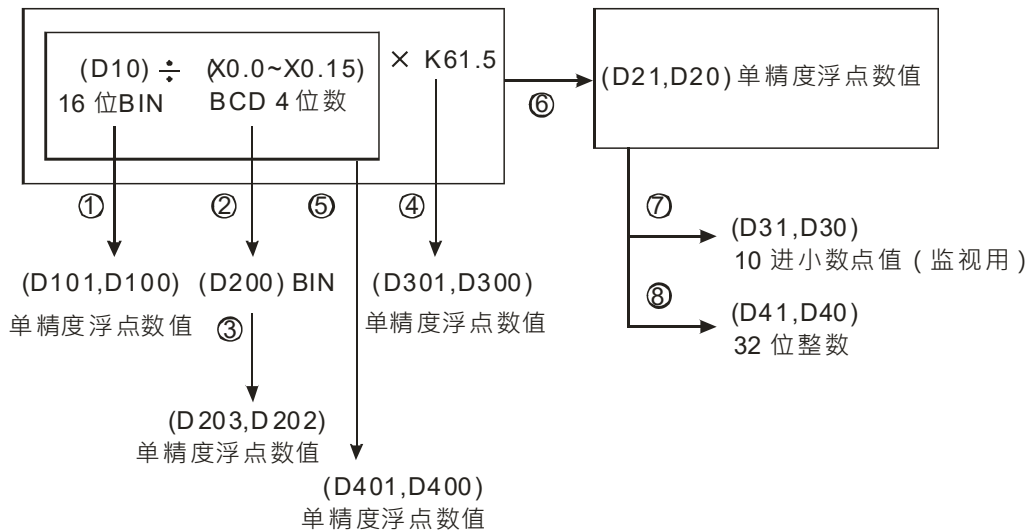 (D10) ÷ (X0.0~X0.15) × K61.5
16 位BIN BCD 4 位数
(D21,D20) 单精度浮点数值
⑥
① ② ⑤ ④
⑦
(D31,D30)
10 进小数点值 ( 监视用 )
(D101,D100) (D200) BIN (D301,D300)
单精度浮点数值 ③ 单精度浮点数值
⑧
(D41,D40)
32 位整数
(D203,D202)
单精度浮点数值
(D401,D400)
单精度浮点数值